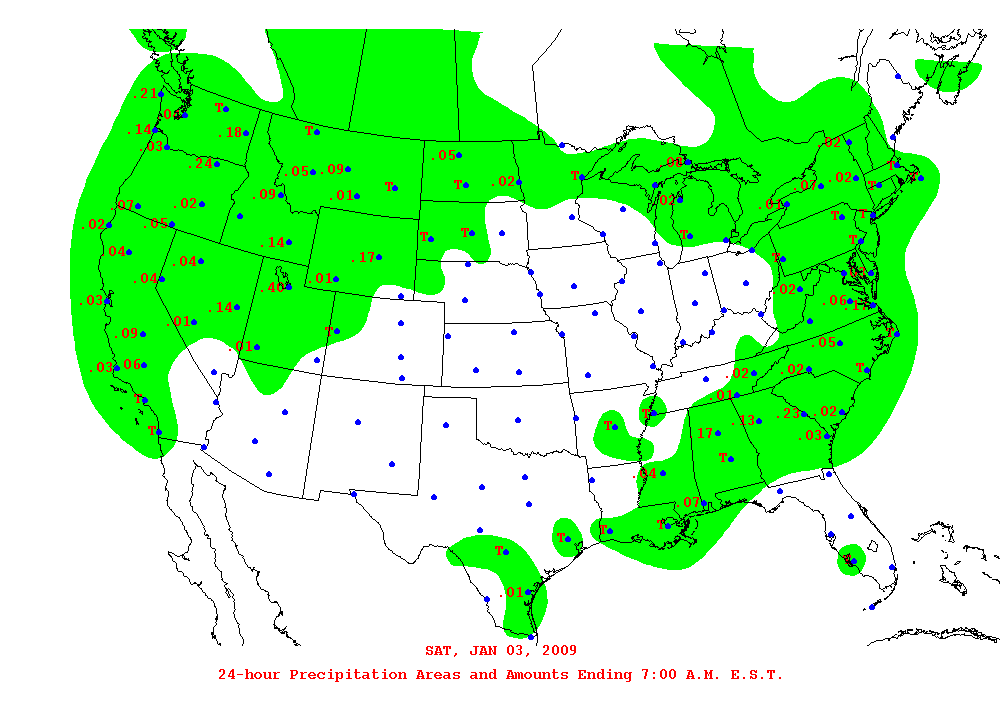 .21
T
.18
T
.14
.03
.24
.05
.09
.05
.09
.01
T
T
.02
T
.08
.02
T
T
.02
.07
.02
T
.01
T
T
T
T
.07
.02
.02
.05
.04
.04
.04
.14
.17
.01
.40
T
T
.02
.06
.17
T
.03
.14
.01
.09
.01
T
.05
.03
.06
.02
.02
T
.01
T
T
T
.13
.23
.02
T
.17
.03
T
.04
.07
T
T
T
T
.01
SAT, JAN 03, 2009
24-hour Precipitation Areas and Amounts Ending 7:00 A.M. E.S.T.